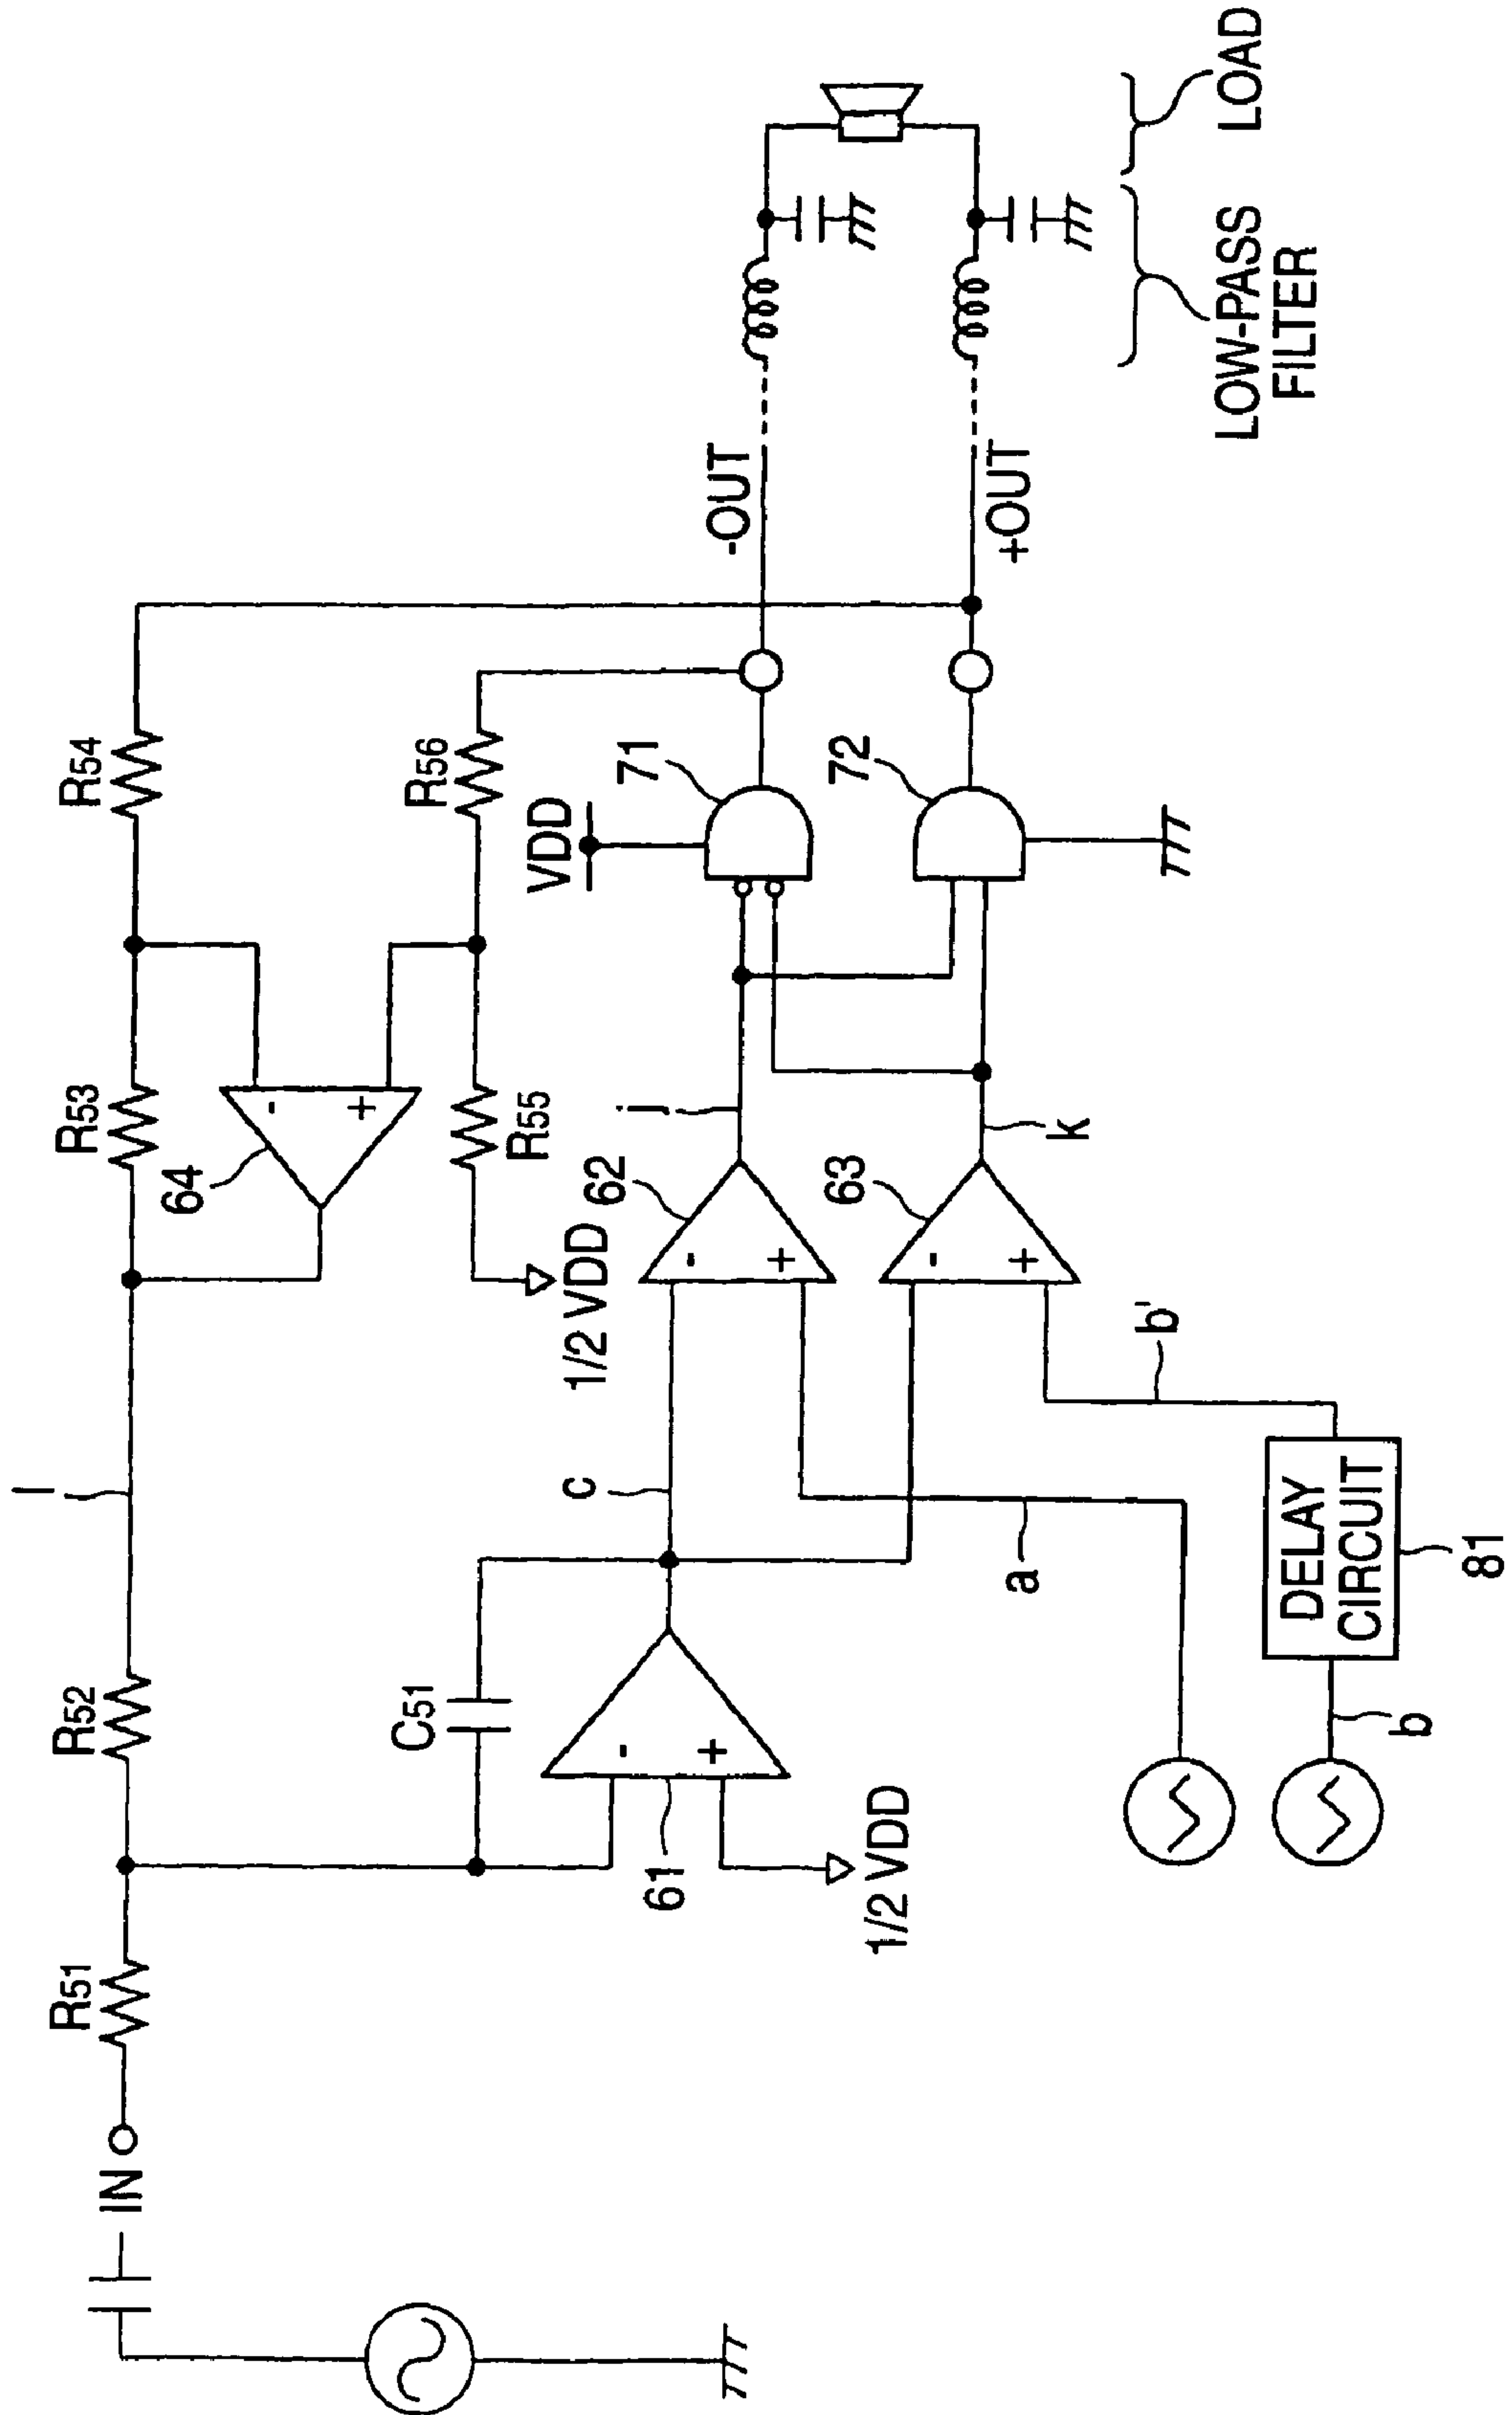 IN
R51
R52
l
R53
R54
64
C51
61
1/2 VDD
c
1/2 VDD
R55
R56
62
j
63
k
VDD
71
72
-OUT
+OUT
a
b
DELAY
CIRCUIT
81
b'
LOW-PASS
FILTER
LOAD
-
+
-
+
-
+
-
+